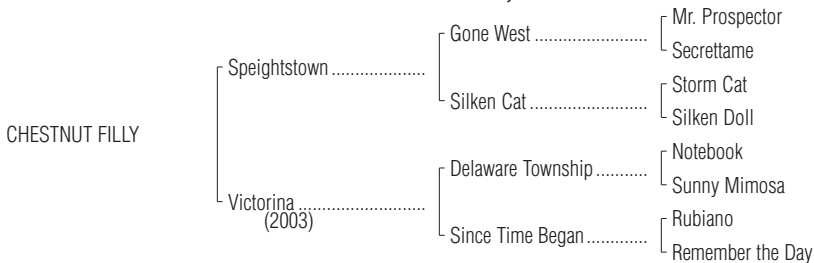 Mr. Prospector
Gone West ....................
Secrettame
Speightstown ...................
Storm Cat
Silken Cat .....................
Silken Doll
CHESTNUT FILLY
Notebook
Delaware Township ...........
Sunny Mimosa
Victorina .........................
(2003)
Rubiano
Since Time Began .............
Remember the Day